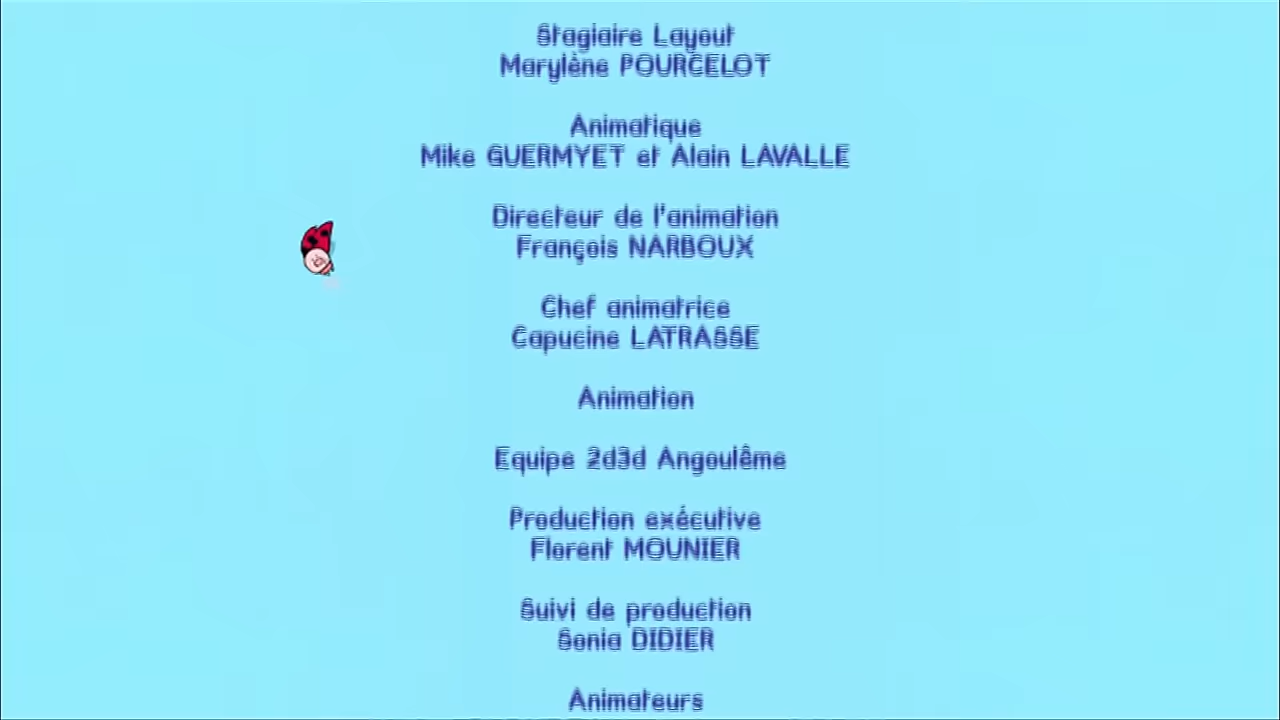 Stagiaire Layout
Marylène POURCELOT
Animatique
Mike GUERMYET et Alain LAVALLE
Directeur de l'animation
François NARBOUX
Chef animatrice
Capucine LATRASSE
Animation
Equipe 2d3d Angoulême
Production exécutive
Florent MOUNIER
Suivi de production
Sonia DIDIER
Animateurs